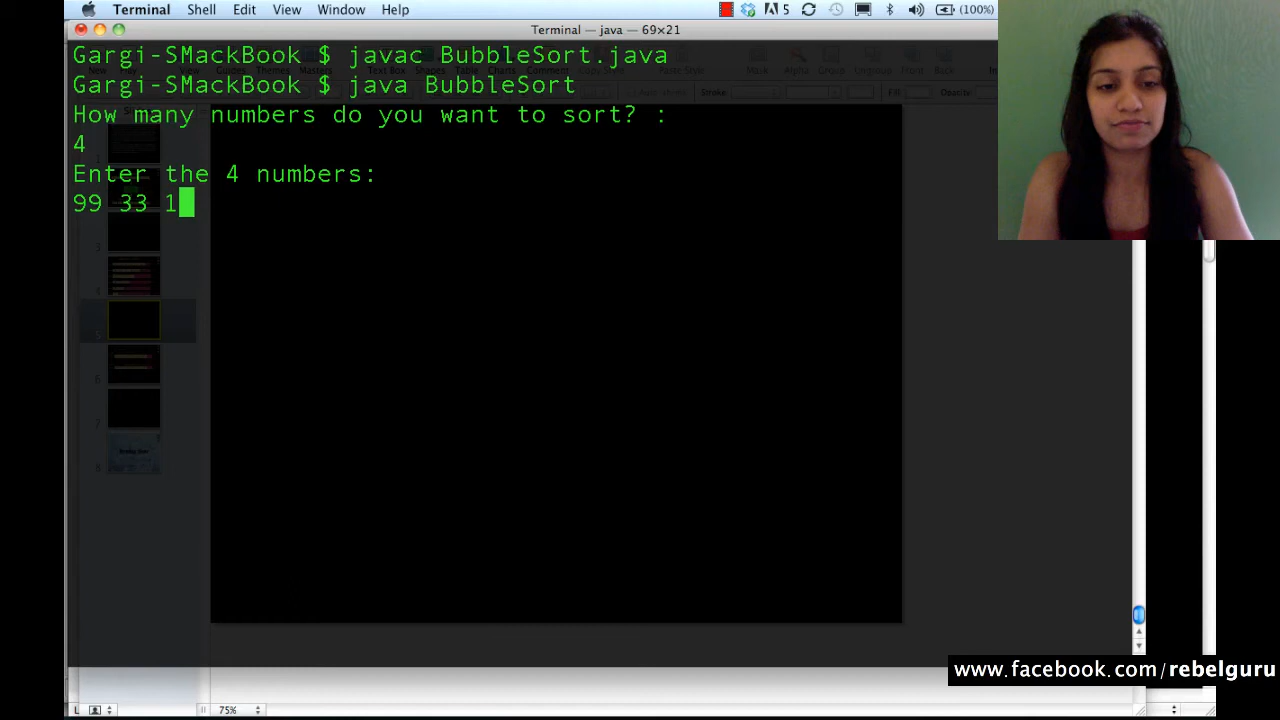 Terminal Shell Edit View Window Help
5 (100%)
Terminal — java — 69×21
Gargi-SMackBook $ javac BubbleSort.java
Gargi-SMackBook $ java BubbleSort
How many numbers do you want to sort? :
4
Enter the 4 numbers:
99 33 1
www.facebook.com/rebelguru
75%